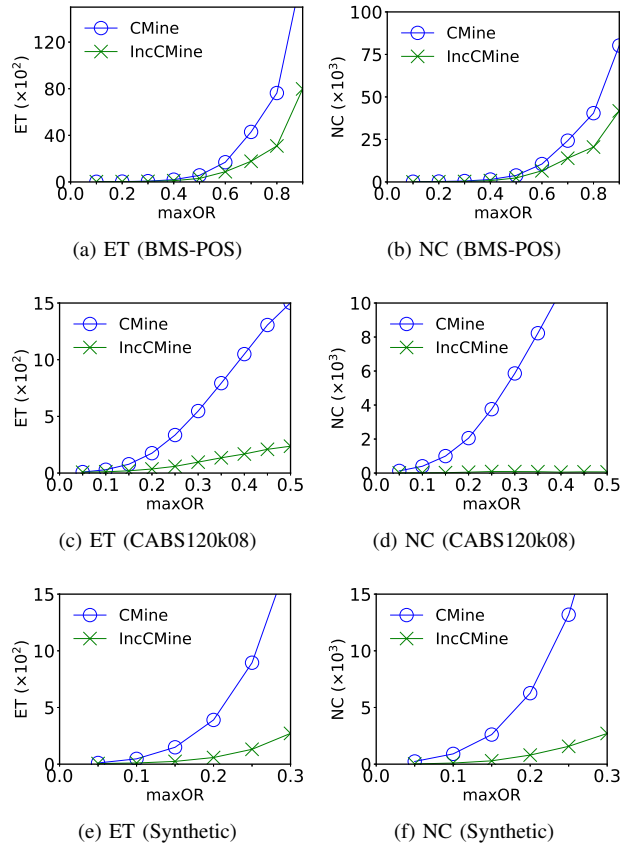 CMine
IncCMine
ET (×10²)
0
40
80
120
0.0 0.2 0.4 0.6 0.8
maxOR
(a) ET (BMS-POS)
CMine
IncCMine
NC (×10³)
0
25
50
75
100
0.0 0.2 0.4 0.6 0.8
maxOR
(b) NC (BMS-POS)
CMine
IncCMine
ET (×10²)
0
5
10
15
0.0 0.1 0.2 0.3 0.4 0.5
maxOR
(c) ET (CABS120k08)
CMine
IncCMine
NC (×10³)
0
2
4
6
8
10
0.0 0.1 0.2 0.3 0.4 0.5
maxOR
(d) NC (CABS120k08)
CMine
IncCMine
ET (×10²)
0
5
10
15
0.0 0.1 0.2 0.3
maxOR
(e) ET (Synthetic)
CMine
IncCMine
NC (×10³)
0
5
10
15
0.0 0.1 0.2 0.3
maxOR
(f) NC (Synthetic)